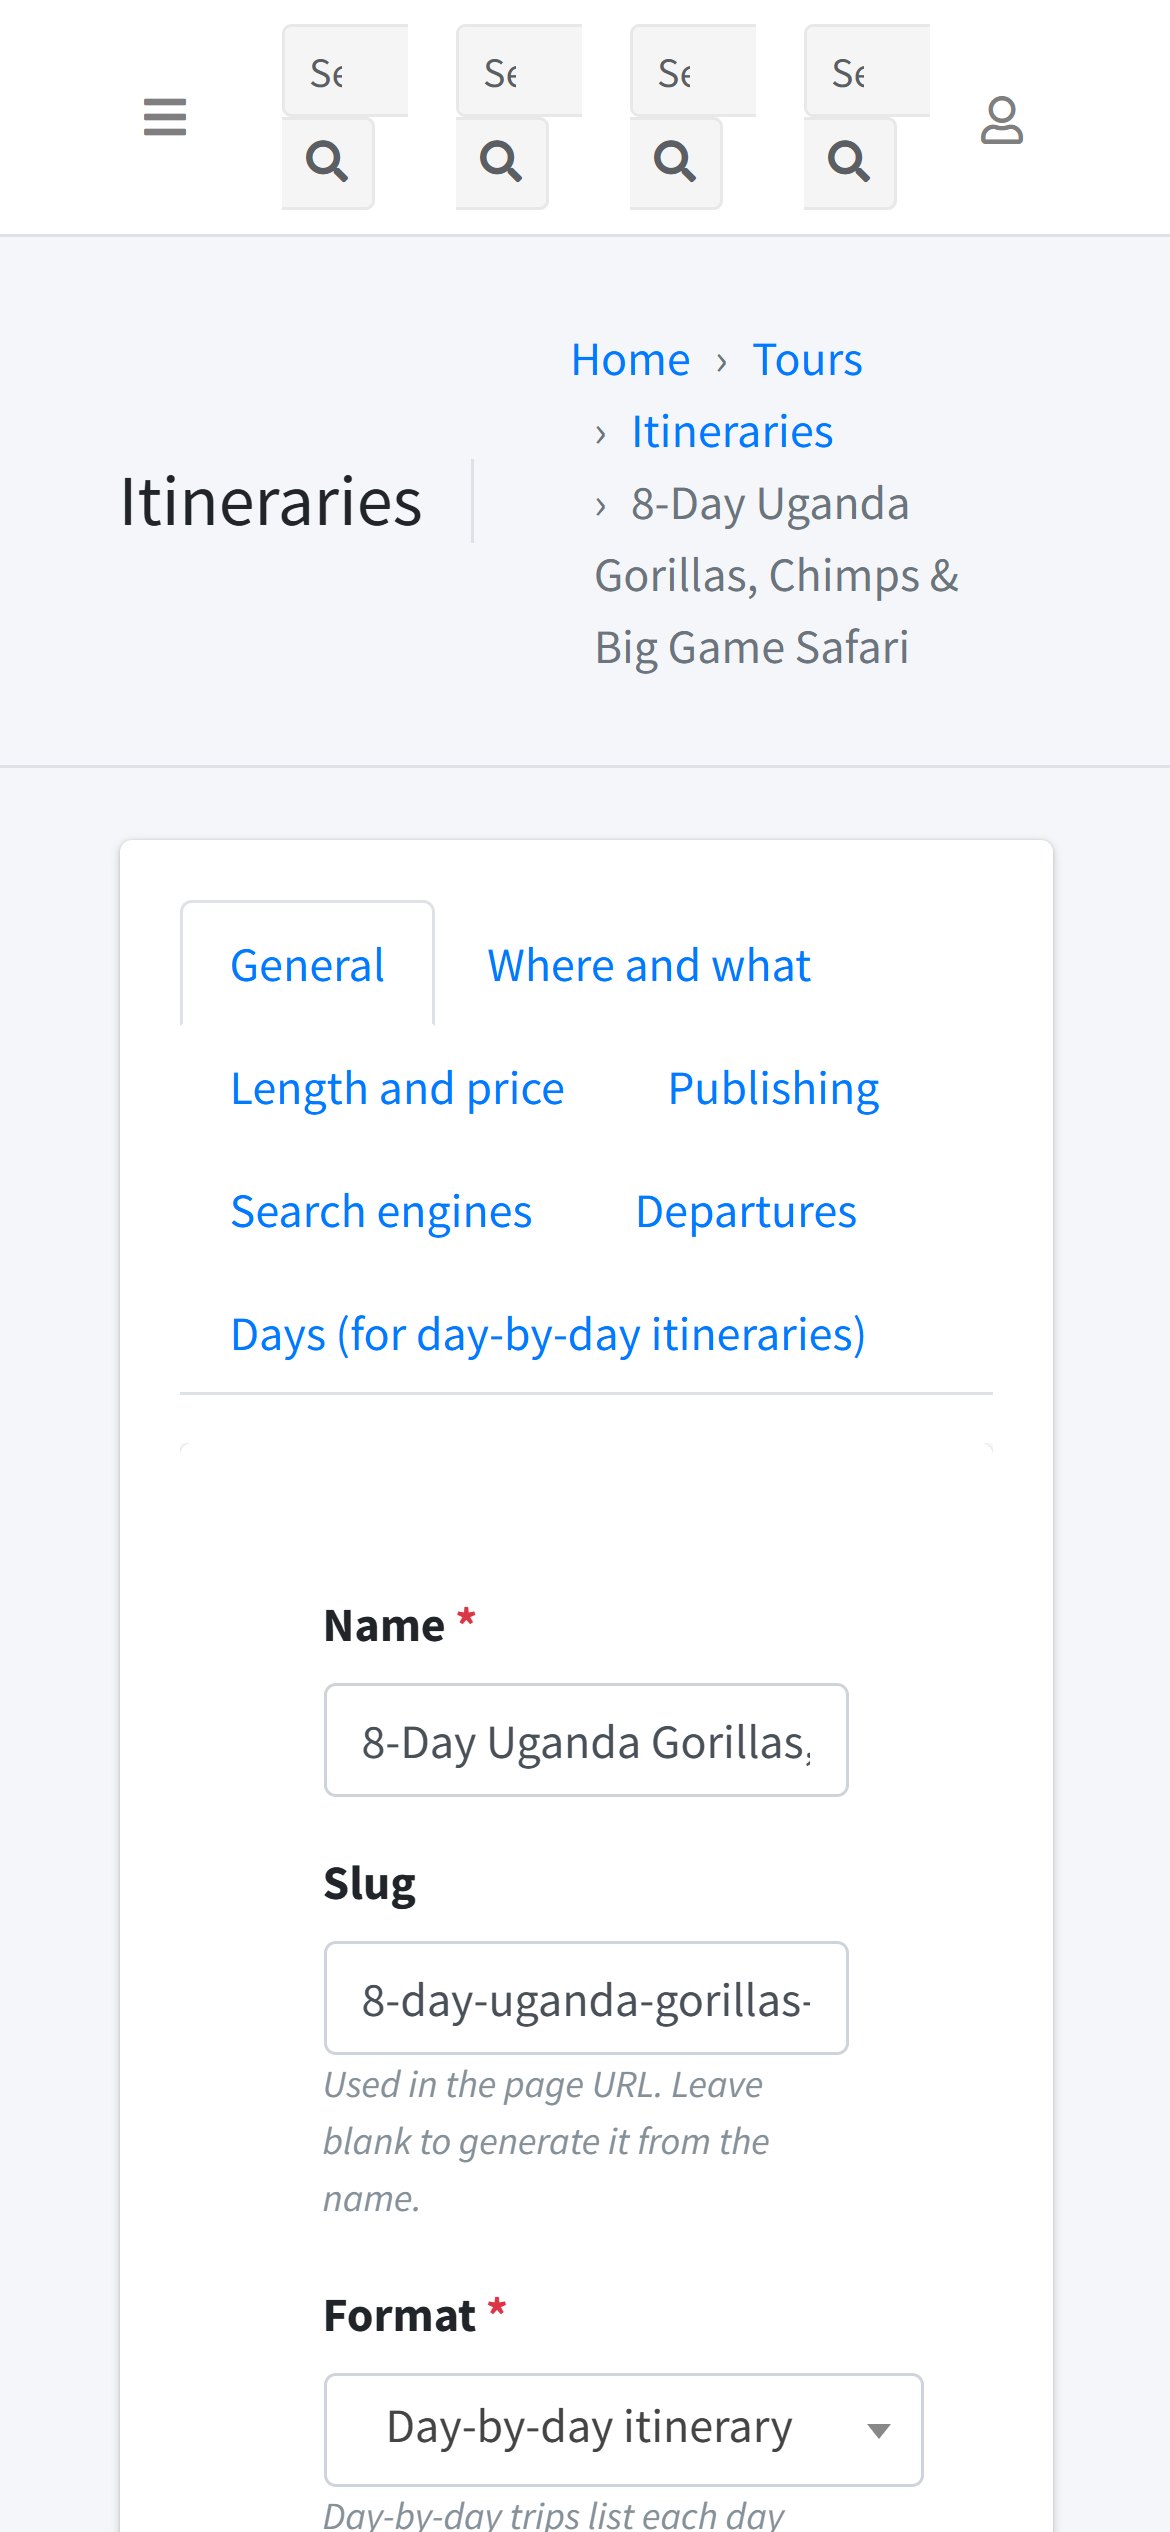 Se Se Se Se
Home › Tours
› Itineraries
Itineraries
› 8-Day Uganda
Gorillas, Chimps &
Big Game Safari
General Where and what
Length and price Publishing
Search engines Departures
Days (for day-by-day itineraries)
Name *
8-Day Uganda Gorillas,
Slug
8-day-uganda-gorillas-
Used in the page URL. Leave
blank to generate it from the
name.
Format *
Day-by-day itinerary
Day-by-day trips list each day